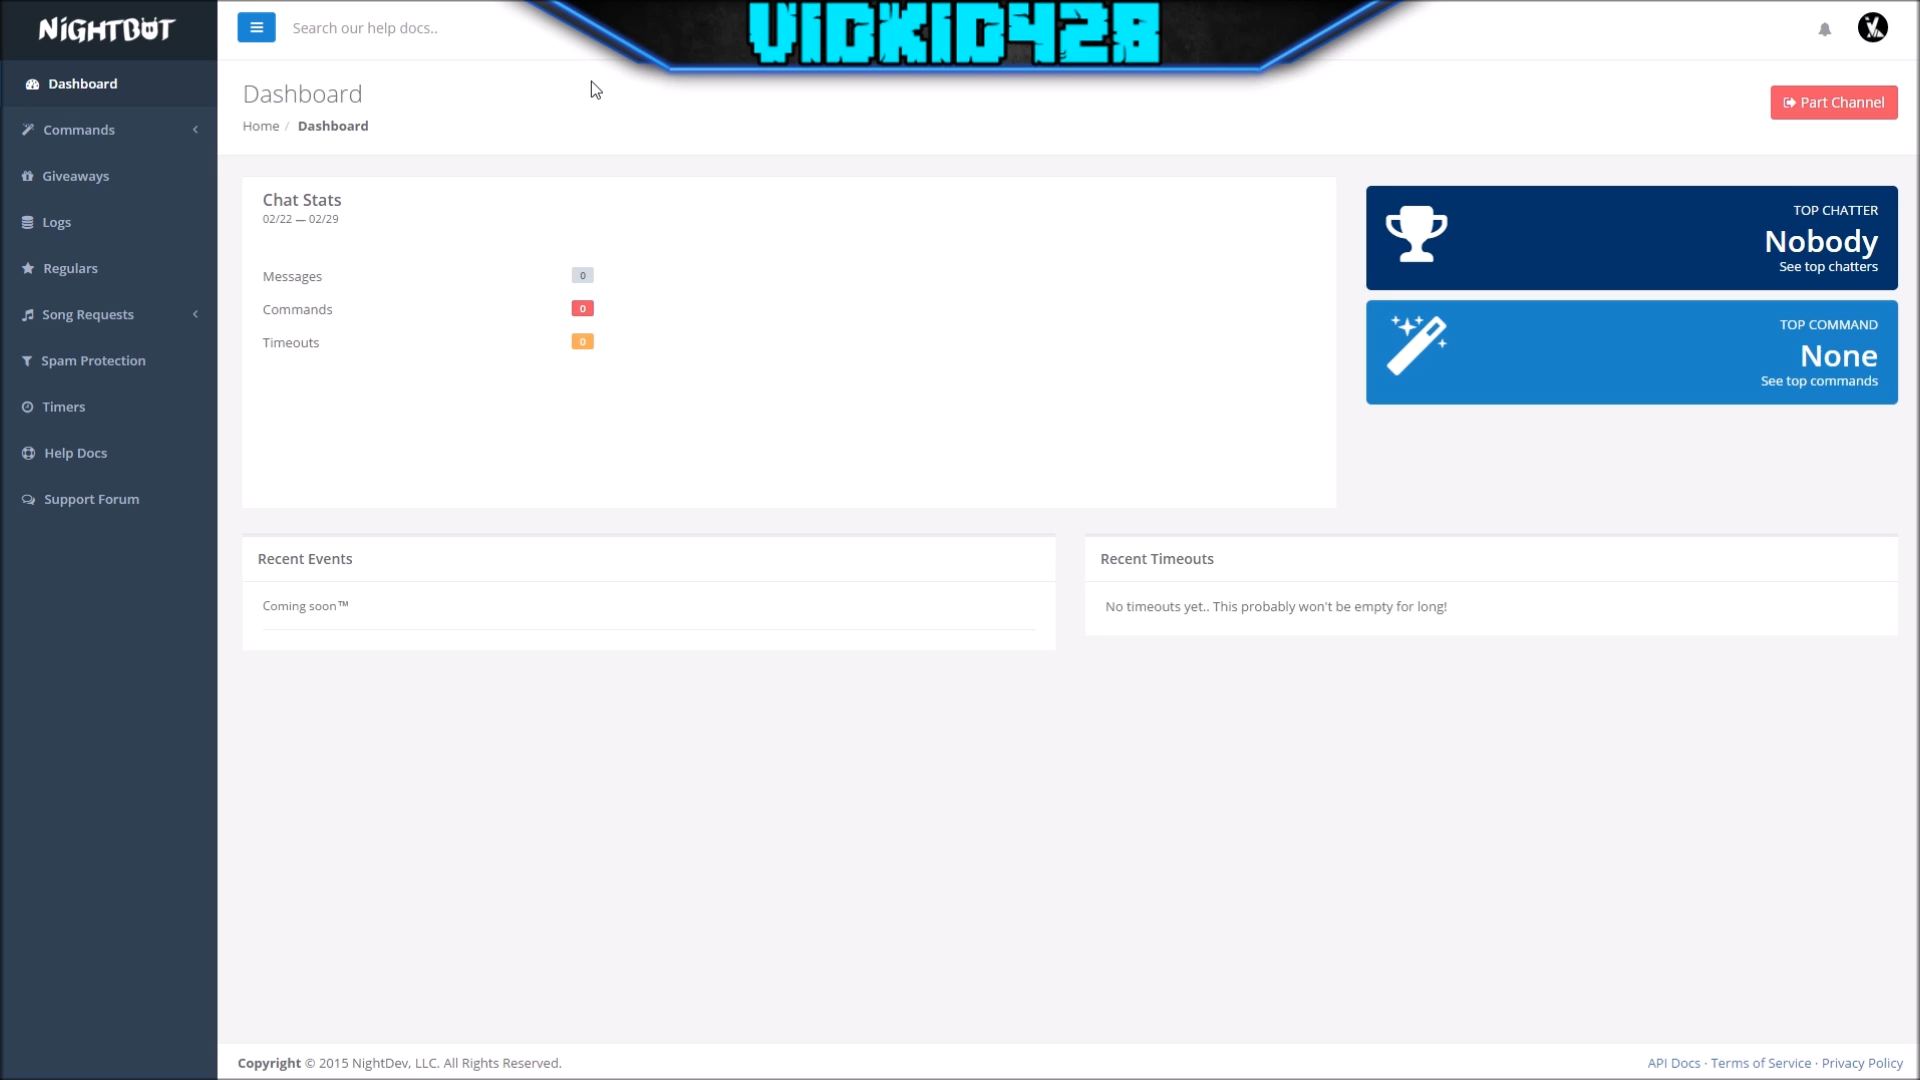 NIGHTBOT
Search our help docs..
VIDKID428
Dashboard
Commands
Giveaways
Logs
Regulars
Song Requests
Spam Protection
Timers
Help Docs
Support Forum
Dashboard
Home / Dashboard
Part Channel
Chat Stats
02/22 — 02/29
Messages 0
Commands 0
Timeouts 0
TOP CHATTER
Nobody
See top chatters
TOP COMMAND
None
See top commands
Recent Events
Coming soon™
Recent Timeouts
No timeouts yet.. This probably won't be empty for long!
Copyright © 2015 NightDev, LLC. All Rights Reserved.
API Docs · Terms of Service · Privacy Policy